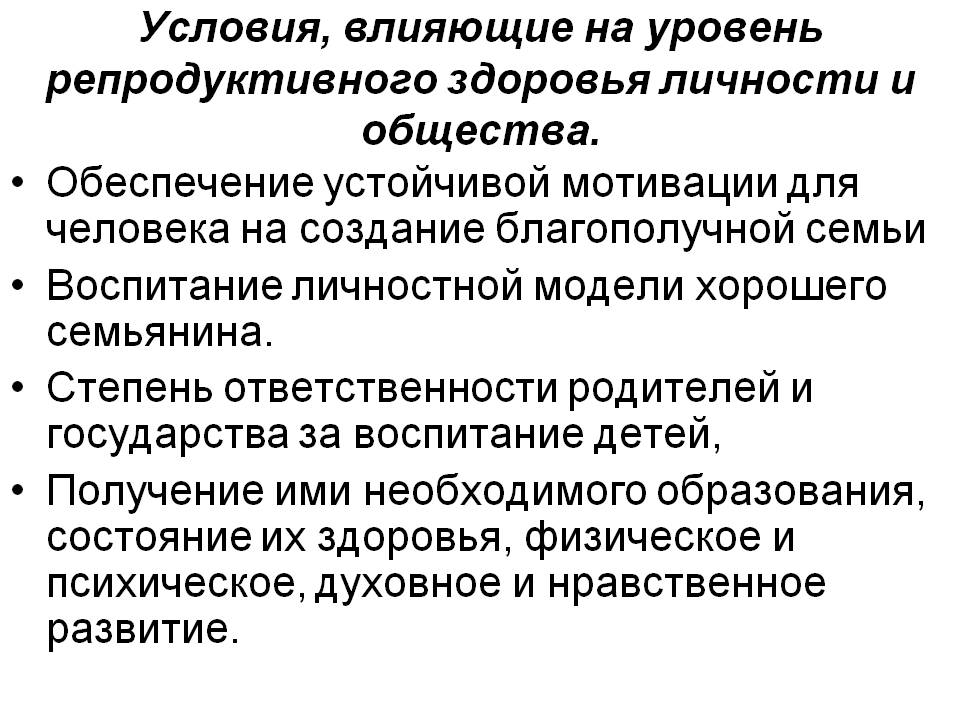 Условия, влияющие на уровень
репродуктивного здоровья личности и
общества.
• Обеспечение устойчивой мотивации для
человека на создание благополучной семьи
• Воспитание личностной модели хорошего
семьянина.
• Степень ответственности родителей и
государства за воспитание детей,
• Получение ими необходимого образования,
состояние их здоровья, физическое и
психическое, духовное и нравственное
развитие.